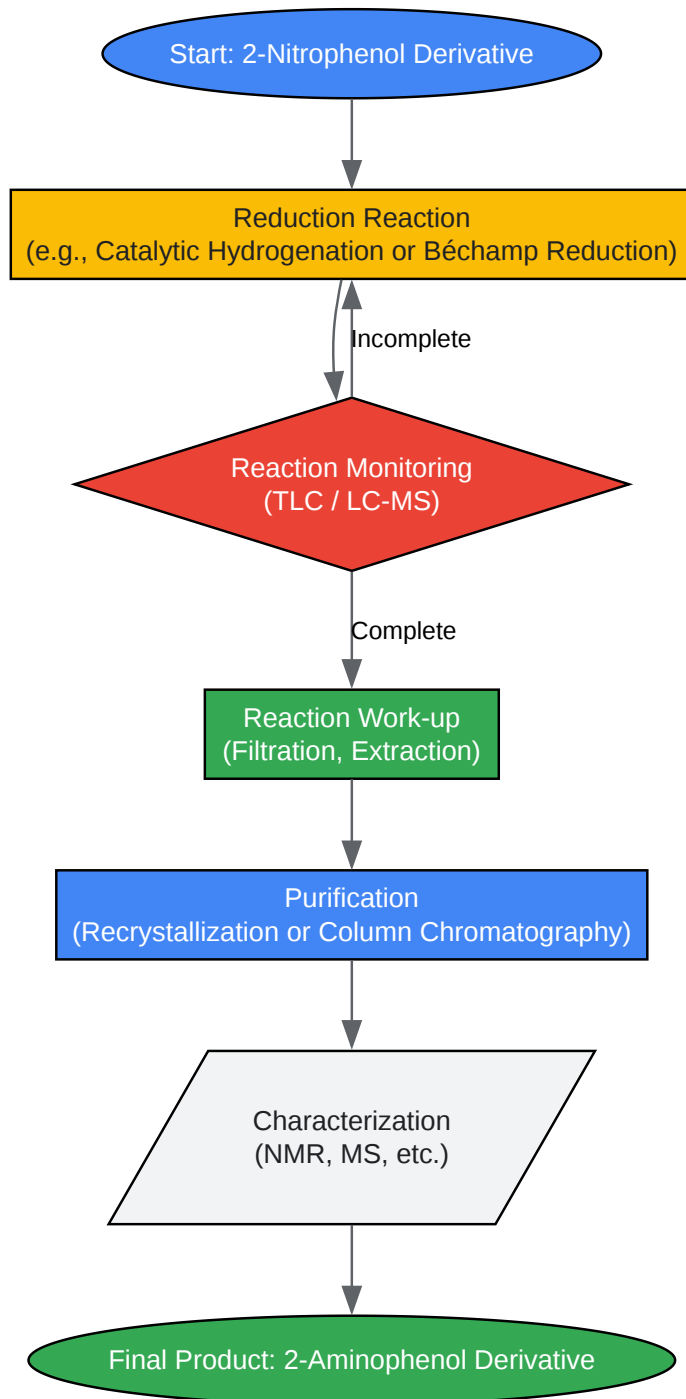 Start: 2-Nitrophenol Derivative
Reduction Reaction
(e.g., Catalytic Hydrogenation or Béchamp Reduction)
Incomplete
Reaction Monitoring
(TLC / LC-MS)
Complete
Reaction Work-up
(Filtration, Extraction)
Purification
(Recrystallization or Column Chromatography)
Characterization
(NMR, MS, etc.)
Final Product: 2-Aminophenol Derivative